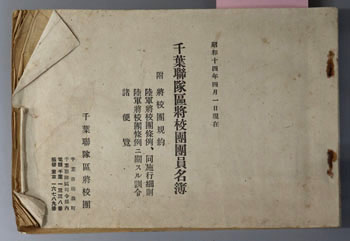 昭和十四年四月一日現在
千葉聯隊區將校團團員名簿
附 將校團規約
陸軍將校團條例、同施行細則
陸軍將校團條例ニ關スル訓令
諸便覽
千葉聯隊區將校團